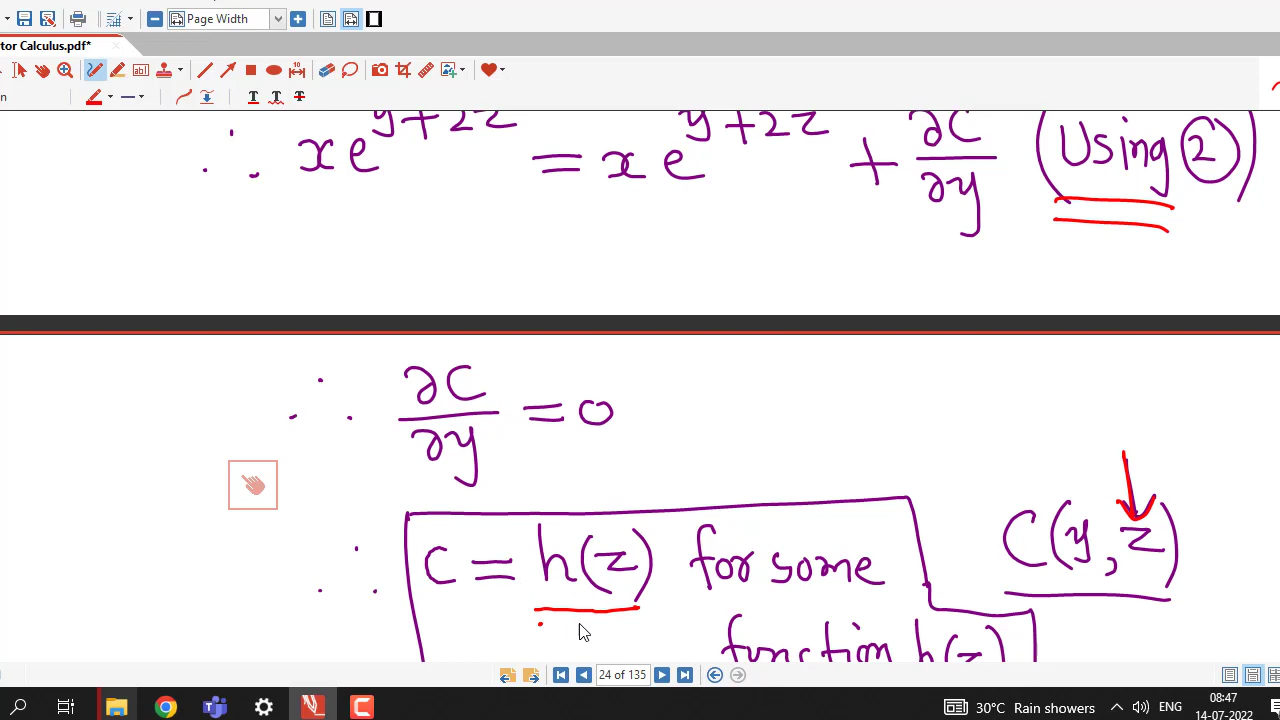 Page Width
tor Calculus.pdf*
∴ xe^{y+2z} = xe^{y+2z} + ∂C/∂y (Using ②)
∴ ∂C/∂y = 0
C(y, z)
∴ C = h(z) for some
function h(z)
24 of 135
30°C Rain showers ENG 08:47
14-07-2022